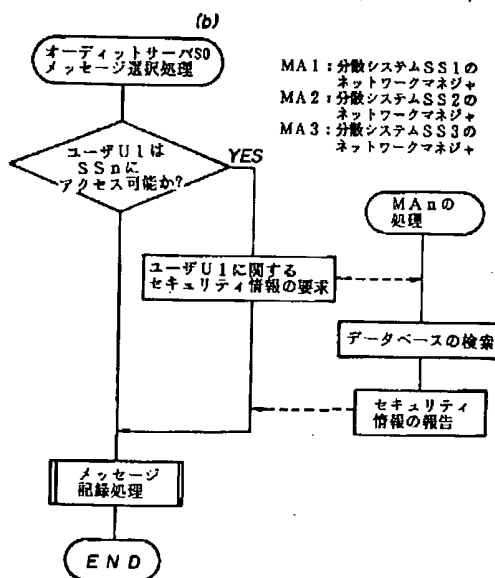 (b)
オーディットサーバS0
メッセージ選択処理
MA1：分散システムSS1の
ネットワークマネジャ
MA2：分散システムSS2の
ネットワークマネジャ
MA3：分散システムSS3の
ネットワークマネジャ
ユーザU1は
SSnに
アクセス可能か？
YES
MAnの
処理
ユーザU1に関する
セキュリティ情報の要求
データベースの検索
セキュリティ
情報の報告
メッセージ
記録処理
END